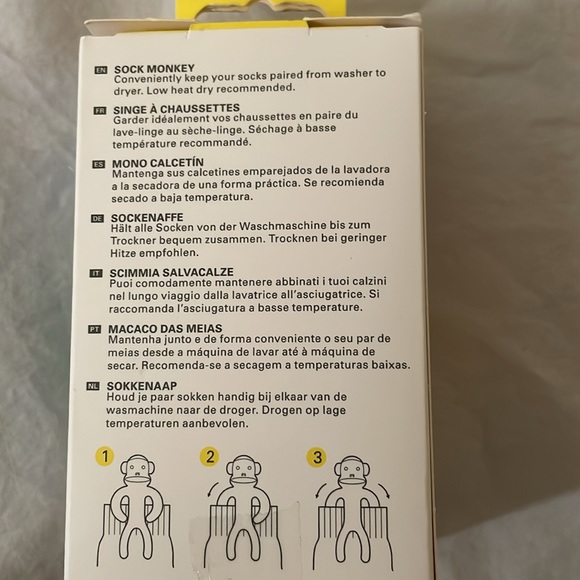 EN SOCK MONKEY
Conveniently keep your socks paired from washer to
dryer. Low heat dry recommended.
FR SINGE À CHAUSSETTES
Garder idéalement vos chaussettes en paire du
lave-linge au sèche-linge. Séchage à basse
température recommandé.
ES MONO CALCETÍN
Mantenga sus calcetines emparejados de la lavadora
a la secadora de una forma práctica. Se recomienda
secado a baja temperatura.
DE SOCKENAFFE
Hält alle Socken von der Waschmaschine bis zum
Trockner bequem zusammen. Trocknen bei geringer
Hitze empfohlen.
IT SCIMMIA SALVACALZE
Puoi comodamente mantenere abbinati i tuoi calzini
nel lungo viaggio dalla lavatrice all'asciugatrice. Si
raccomanda l'asciugatura a basse temperature.
PT MACACO DAS MEIAS
Mantenha junto e de forma conveniente o seu par de
meias desde a máquina de lavar até à máquina de
secar. Recomenda-se a secagem a temperaturas baixas.
NL SOKKENAAP
Houd je paar sokken handig bij elkaar van de
wasmachine naar de droger. Drogen op lage
temperaturen aanbevolen.
1 2 3